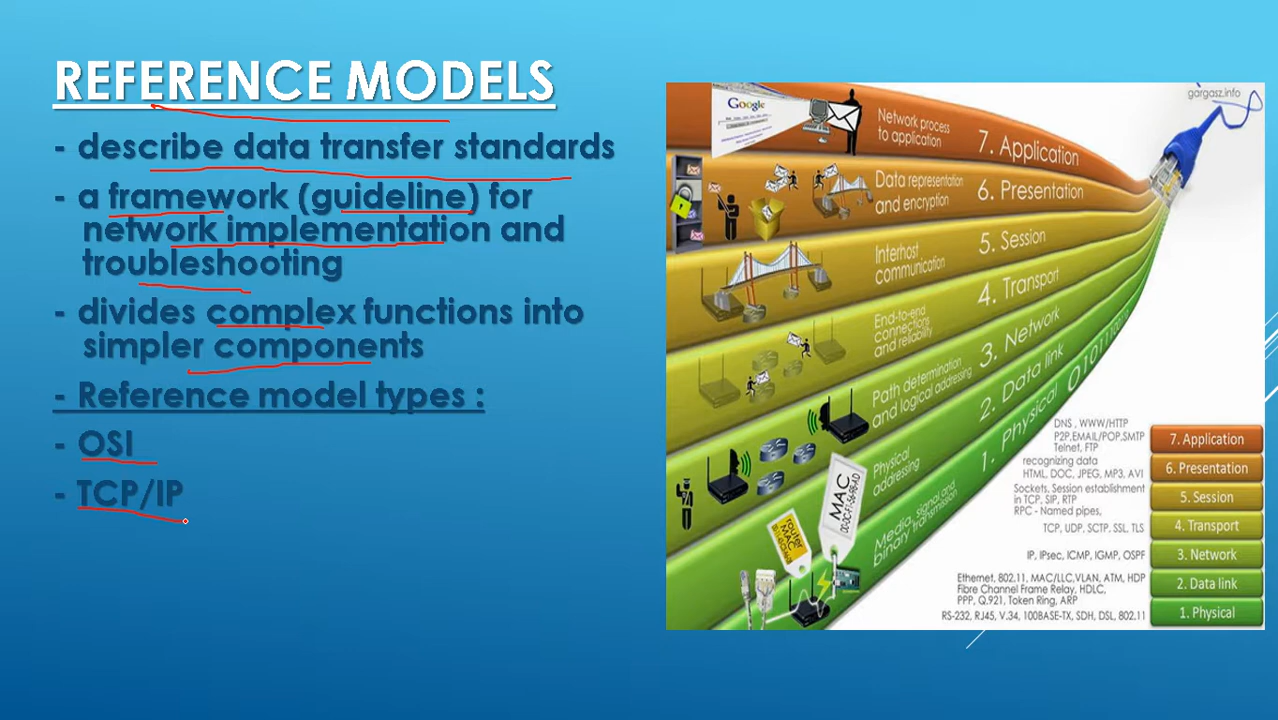 REFERENCE MODELS
- describe data transfer standards
- a framework (guideline) for
network implementation and
troubleshooting
- divides complex functions into
simpler components
- Reference model types :
- OSI
- TCP/IP
gargasz.info
Google
Network process
to application
7. Application
Data representation
and encryption
6. Presentation
Interhost
communication
5. Session
End-to-end
connections
and reliability
4. Transport
Path determination
and logical addressing
3. Network
Physical
addressing
2. Data link
Media, signal and
binary transmission
1. Physical
MAC
router
MAC
DNS , WWW/HTTP
P2P,EMAIL/POP,SMTP
Telnet, FTP
7. Application
recognizing data
HTML, DOC, JPEG, MP3, AVI
6. Presentation
Sockets, Session establishment
in TCP, SIP, RTP
RPC - Named pipes,
5. Session
TCP, UDP, SCTP, SSL, TLS
4. Transport
IP, IPsec, ICMP, IGMP, OSPF
3. Network
Ethernet, 802.11, MAC/LLC,VLAN, ATM, HDP
Fibre Channel Frame Relay, HDLC,
PPP, Q.921, Token Ring, ARP
2. Data link
RS-232, RJ45, V.34, 100BASE-TX, SDH, DSL, 802.11
1. Physical